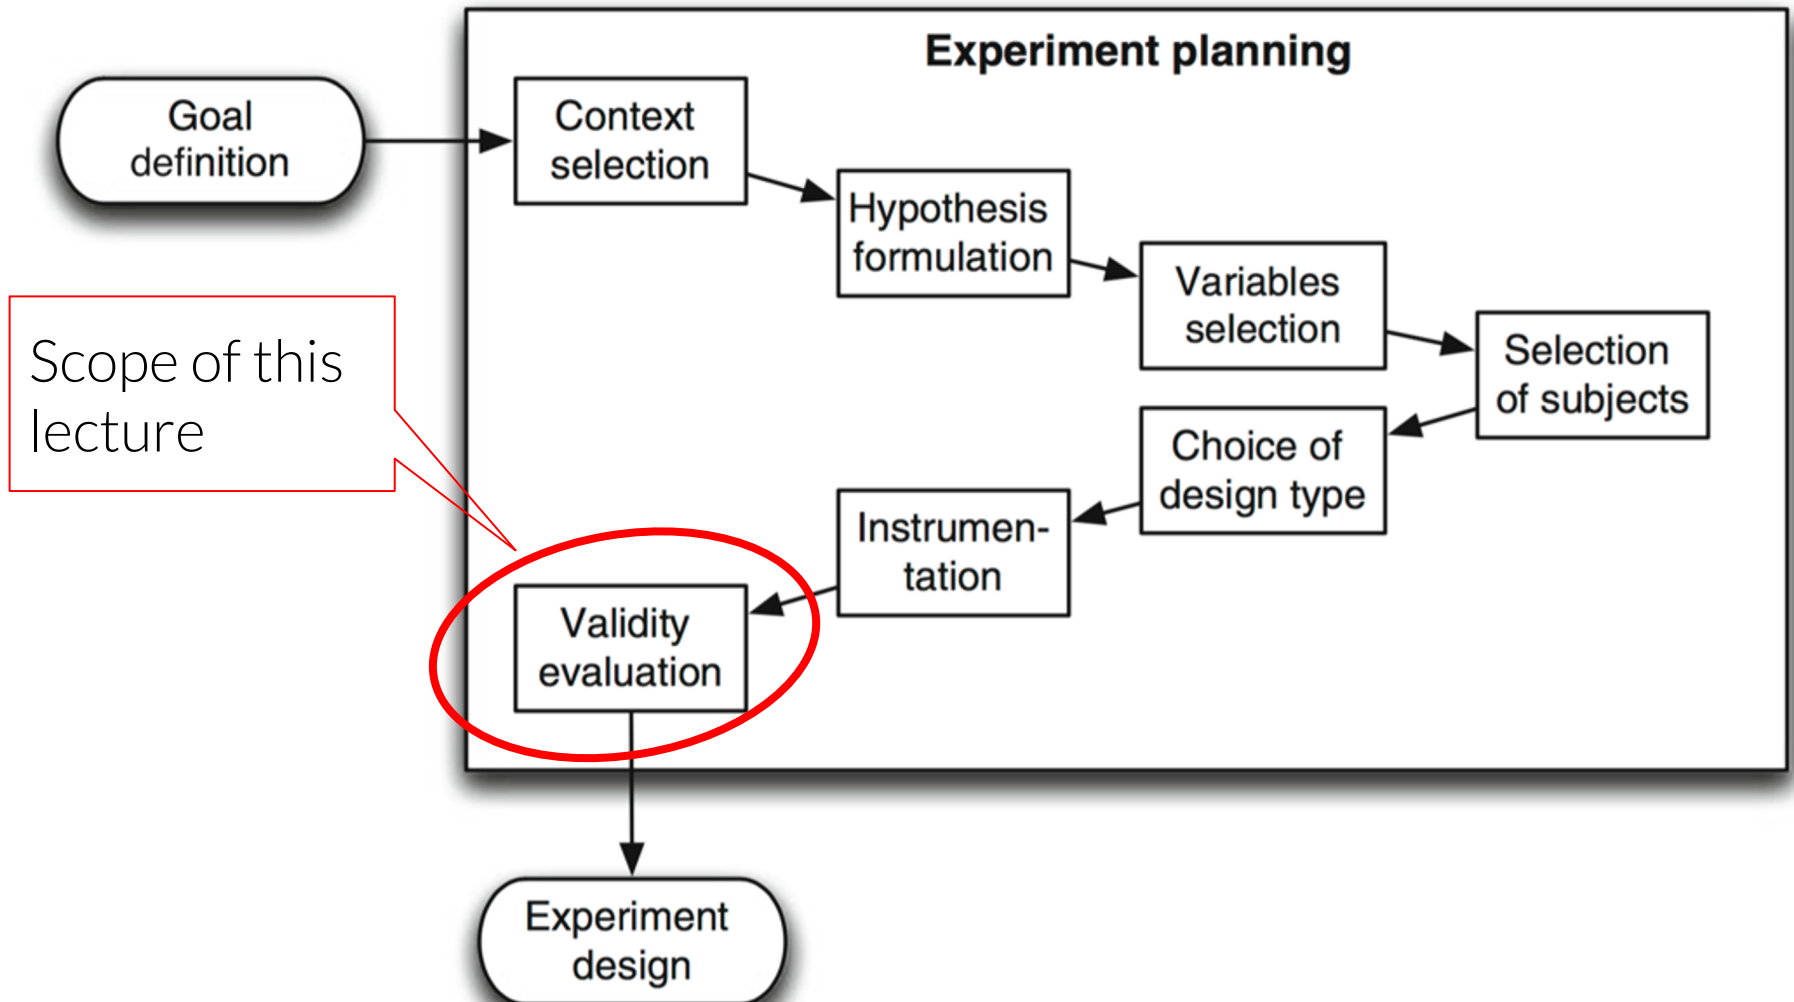 Experiment planning
Goal
definition
Context
selection
Hypothesis
formulation
Variables
selection
Selection
of subjects
Choice of
design type
Instrumen-
tation
Validity
evaluation
Scope of this
lecture
Experiment
design